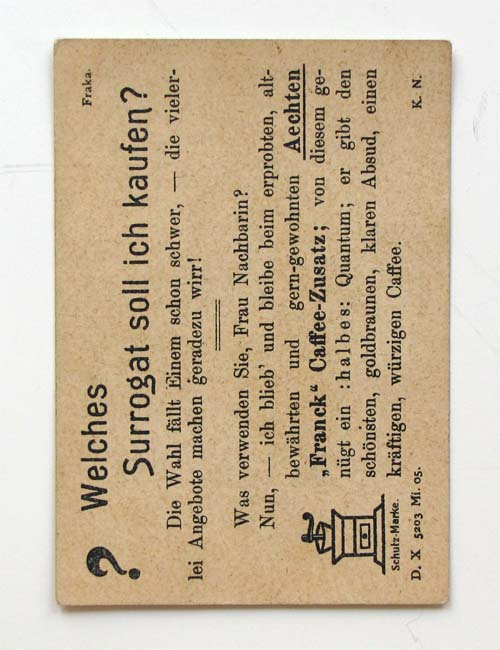 Fraka.
? Welches
Surrogat soll ich kaufen?
Die Wahl fällt Einem schon schwer, — die vieler-
lei Angebote machen geradezu wirr!
Was verwenden Sie, Frau Nachbarin?
Nun, — ich blieb' und bleibe beim erprobten, alt-
bewährten und gern-gewohnten Aechten
„Franck“ Caffee-Zusatz; von diesem ge-
nügt ein :halbes: Quantum; er gibt den
schönsten, goldbraunen, klaren Absud, einen
kräftigen, würzigen Caffee.
Schutz-Marke.
D. X 5203 Mi. 05.
K. N.